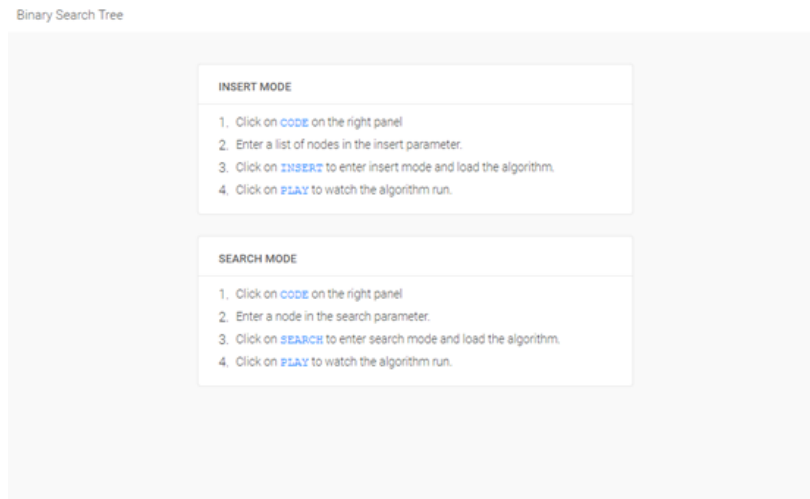 Binary Search Tree
INSERT MODE
1. Click on CODE on the right panel
2. Enter a list of nodes in the insert parameter.
3. Click on INSERT to enter insert mode and load the algorithm.
4. Click on PLAY to watch the algorithm run.
SEARCH MODE
1. Click on CODE on the right panel
2. Enter a node in the search parameter.
3. Click on SEARCH to enter search mode and load the algorithm.
4. Click on PLAY to watch the algorithm run.